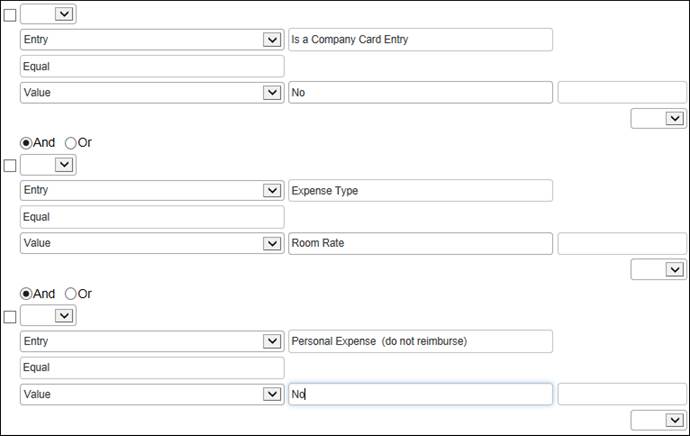 Entry Is a Company Card Entry
Equal
Value No
And Or
Entry Expense Type
Equal
Value Room Rate
And Or
Entry Personal Expense (do not reimburse)
Equal
Value No